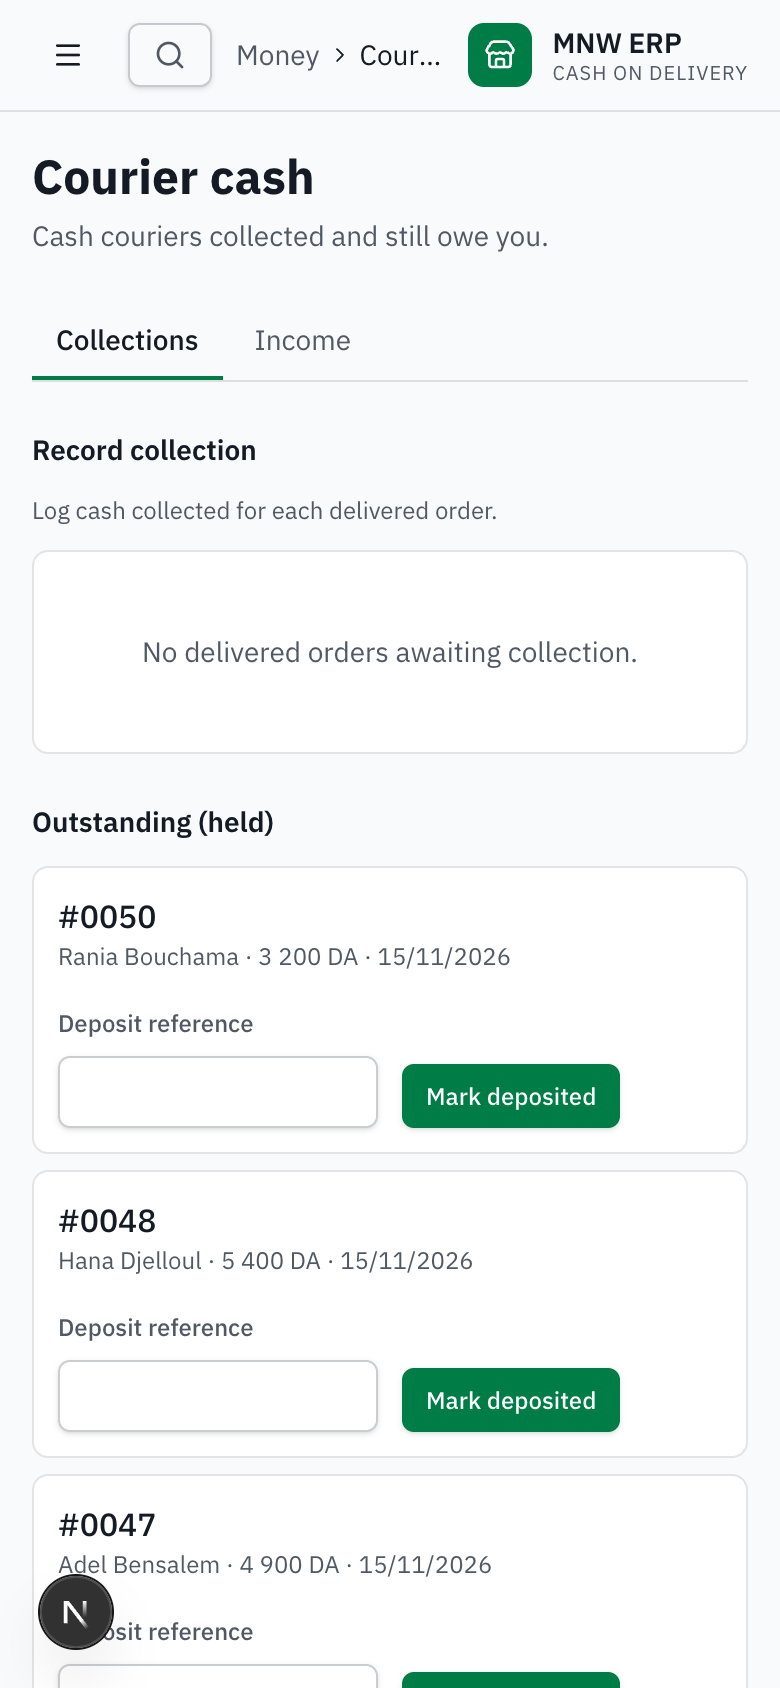 Money > Cour...
MNW ERP
CASH ON DELIVERY
Courier cash
Cash couriers collected and still owe you.
Collections
Income
Record collection
Log cash collected for each delivered order.
No delivered orders awaiting collection.
Outstanding (held)
#0050
Rania Bouchama · 3 200 DA · 15/11/2026
Deposit reference
Mark deposited
#0048
Hana Djelloul · 5 400 DA · 15/11/2026
Deposit reference
Mark deposited
#0047
Adel Bensalem · 4 900 DA · 15/11/2026
N
osit reference